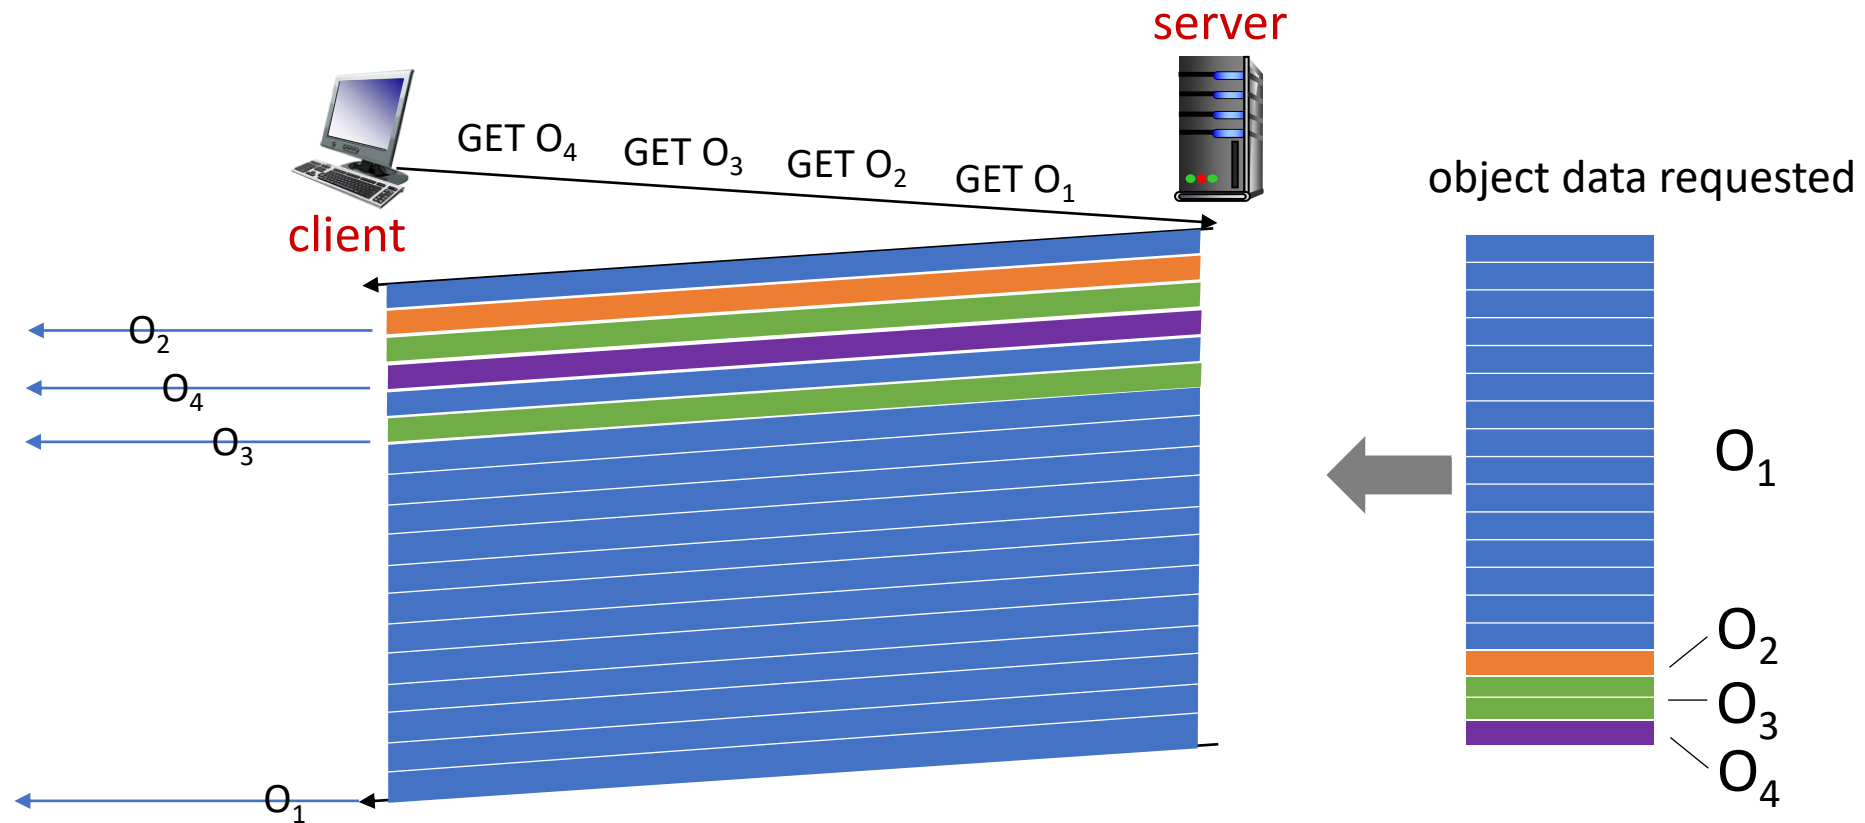 server
GET O₄
GET O₃
GET O₂
GET O₁
object data requested
client
O₂
O₄
O₃
O₁
O₁
O₂
O₃
O₄